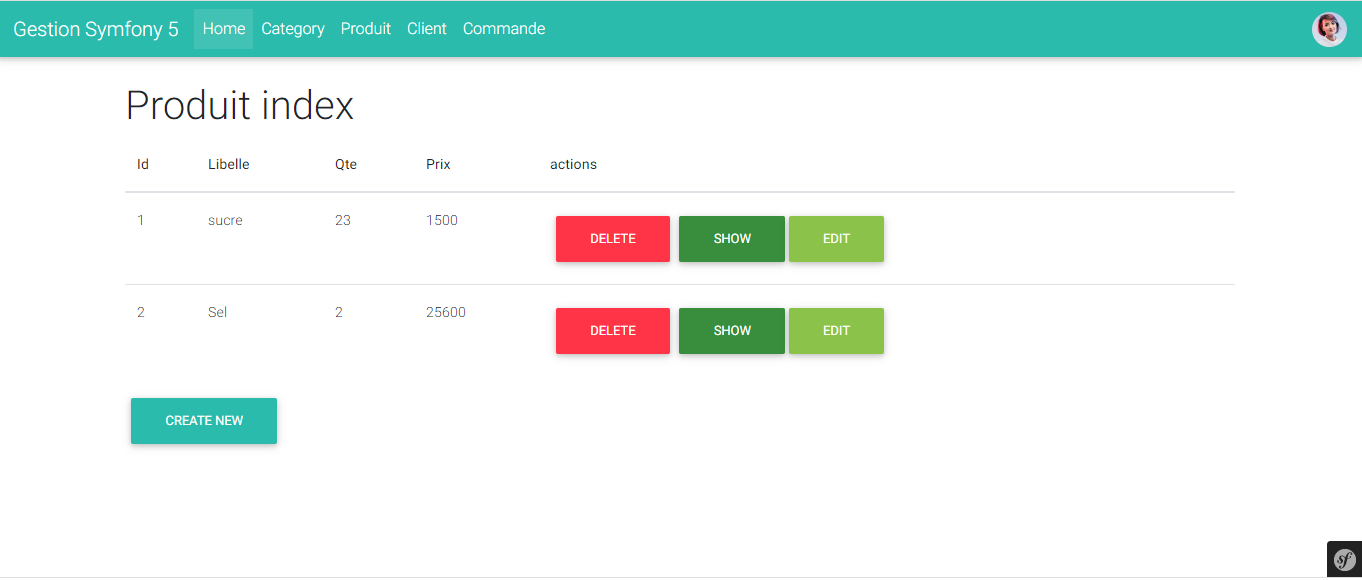 Gestion Symfony 5 Home Category Produit Client Commande
Produit index
Id Libelle Qte Prix actions
1 sucre 23 1500 DELETE SHOW EDIT
2 Sel 2 25600 DELETE SHOW EDIT
CREATE NEW
sf